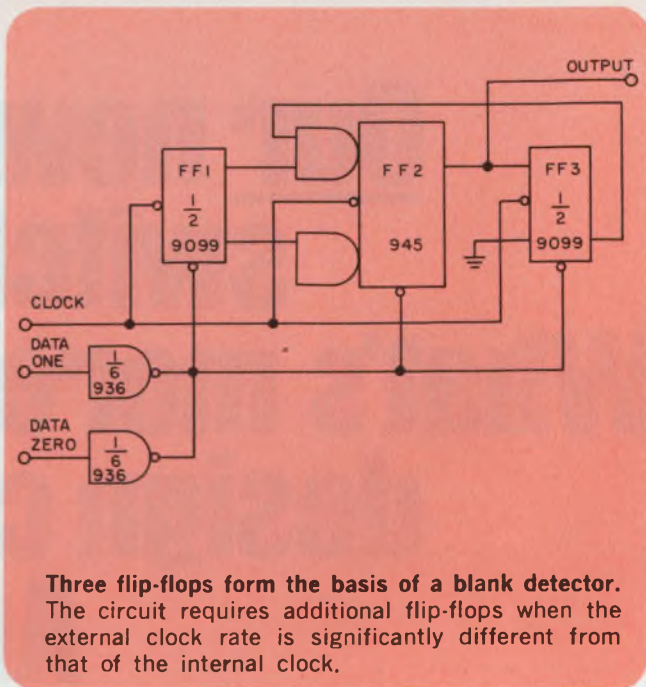 OUTPUT
FF1
1/2
9099
FF2
945
FF3
1/2
9099
CLOCK
DATA
ONE
1/6
936
DATA
ZERO
1/6
936
Three flip-flops form the basis of a blank detector.
The circuit requires additional flip-flops when the
external clock rate is significantly different from
that of the internal clock.